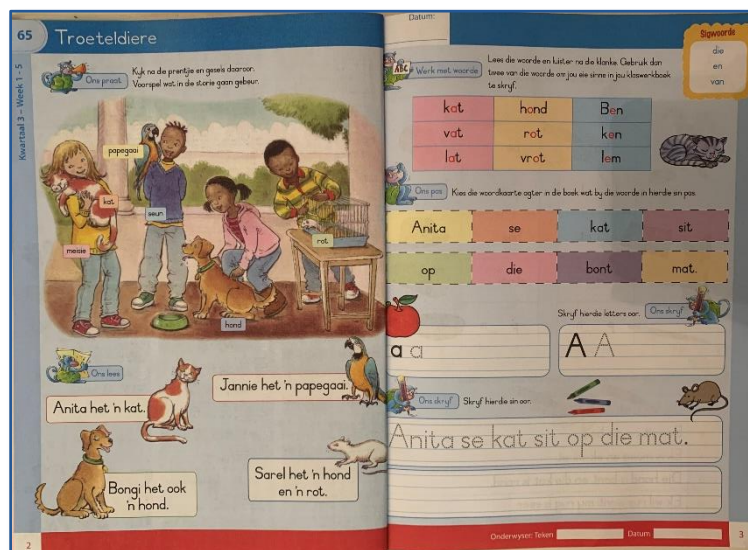 65
Troeteldiere
Kwartaal 3 – Week 1 - 5
Ons praat
Kyk na die prentjie en gesels daaroor.
Voorspel wat in die storie gaan gebeur.
papegaai
kat
seun
meisie
rot
hond
Ons lees
Anita het 'n kat.
Jannie het 'n papegaai.
Bongi het ook
'n hond.
Sarel het 'n hond
en 'n rot.
2
Datum:
ABC
Werk met woorde
Lees die woorde en luister na die klanke. Gebruik dan
twee van die woorde om jou eie sinne in jou klaswerkboek
te skryf.
Sigwoorde
die
en
van
kat hond Ben
vat rot ken
lat vrot lem
Ons pas
Kies die woordkaarte agter in die boek wat by die woorde in hierdie sin pas.
Anita se kat sit
op die bont mat.
Skryf hierdie letters oor.
Ons skryf
a a
A A
Ons skryf
Skryf hierdie sin oor.
Anita se kat sit op die mat.
Onderwyser: Teken
Datum
3